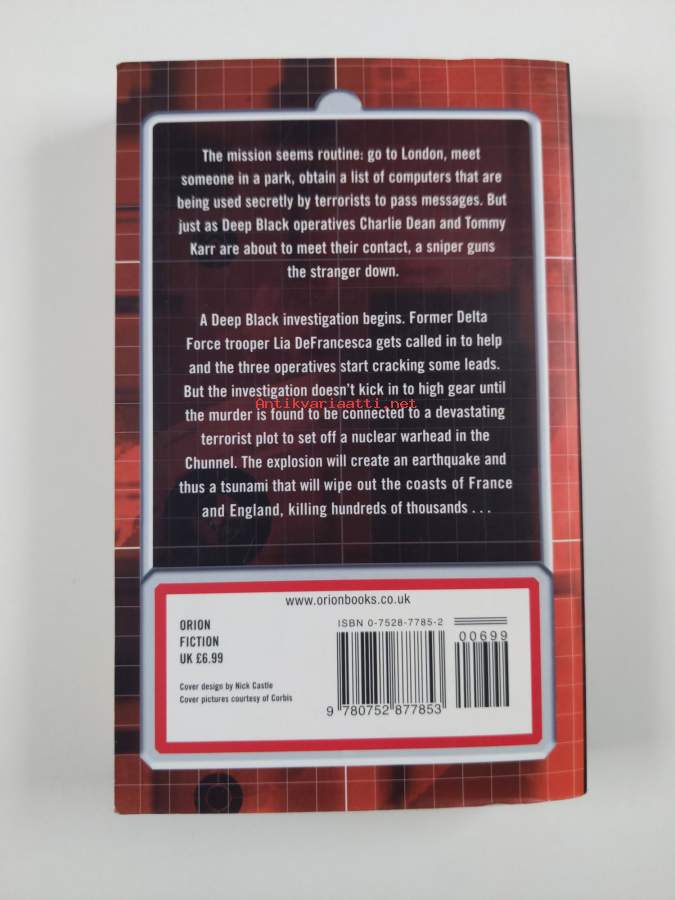 The mission seems routine: go to London, meet
someone in a park, obtain a list of computers that are
being used secretly by terrorists to pass messages. But
just as Deep Black operatives Charlie Dean and Tommy
Karr are about to meet their contact, a sniper guns
the stranger down.
A Deep Black investigation begins. Former Delta
Force trooper Lia DeFrancesca gets called in to help
and the three operatives start cracking some leads.
But the investigation doesn't kick in to high gear until
Antikvariaatti.net
the murder is found to be connected to a devastating
terrorist plot to set off a nuclear warhead in the
Chunnel. The explosion will create an earthquake and
thus a tsunami that will wipe out the coasts of France
and England, killing hundreds of thousands . . .
www.orionbooks.co.uk
ORION
FICTION
UK £6.99
Cover design by Nick Castle
Cover pictures courtesy of Corbis
ISBN 0-7528-7785-2
00699
9 780752 877853